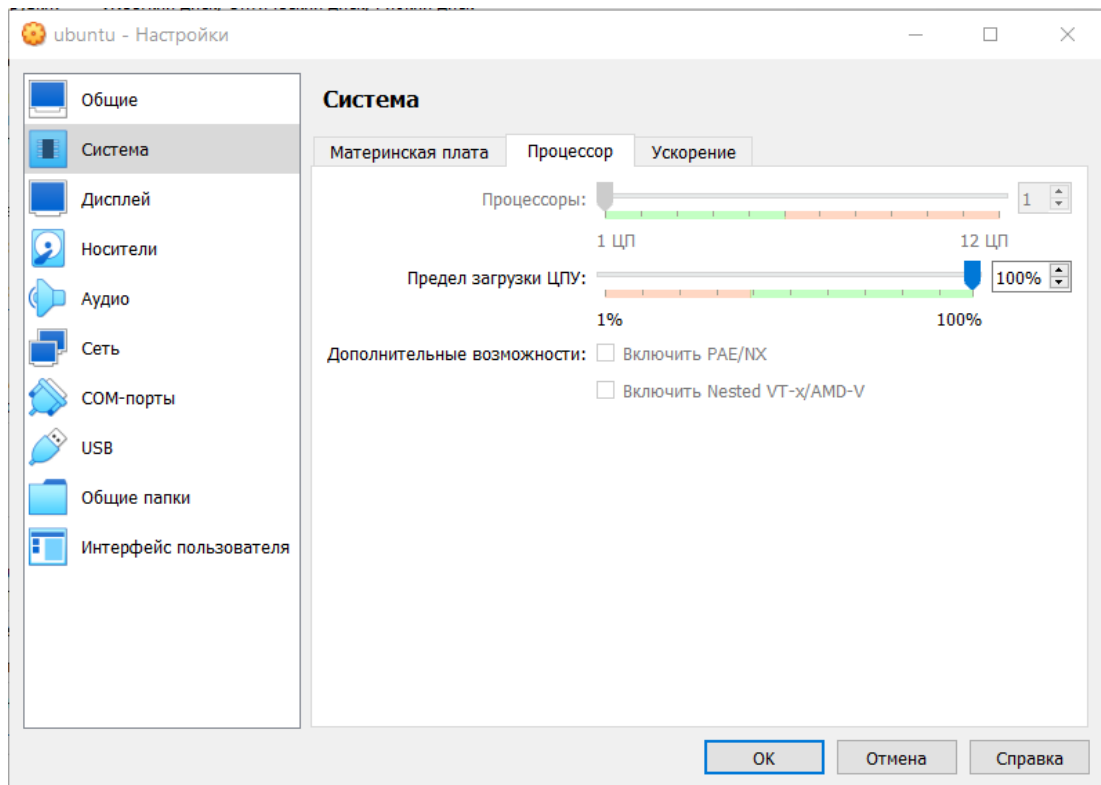 ubuntu - Настройки
Общие
Система
Дисплей
Носители
Аудио
Сеть
COM-порты
USB
Общие папки
Интерфейс пользователя
Система
Материнская плата Процессор Ускорение
Процессоры: 1
1 ЦП 12 ЦП
Предел загрузки ЦПУ: 100%
1% 100%
Дополнительные возможности: Включить PAE/NX
Включить Nested VT-x/AMD-V
ОК Отмена Справка